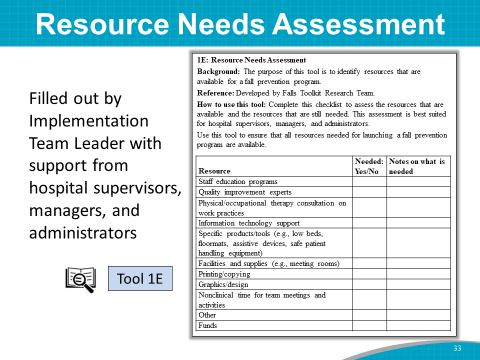 Resource Needs Assessment
Filled out by
Implementation
Team Leader with
support from
hospital supervisors,
managers, and
administrators
Tool 1E
1E: Resource Needs Assessment
Background: The purpose of this tool is to identify resources that are
available for a fall prevention program.
Reference: Developed by Falls Toolkit Research Team.
How to use this tool: Complete this checklist to assess the resources that are
available and the resources that are still needed. This assessment is best suited
for hospital supervisors, managers, and administrators.
Use this tool to ensure that all resources needed for launching a fall prevention
program are available.
Resource
Needed:
Yes/No
Notes on what is
needed
Staff education programs
Quality improvement experts
Physical/occupational therapy consultation on
work practices
Information technology support
Specific products/tools (e.g., low beds,
floormats, assistive devices, safe patient
handling equipment)
Facilities and supplies (e.g., meeting rooms)
Printing/copying
Graphics/design
Nonclinical time for team meetings and
activities
Other
Funds
33